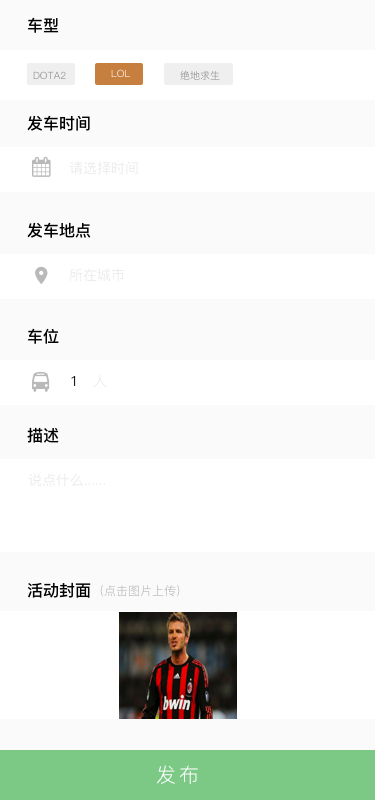 车型
DOTA2
LOL
绝地求生
发车时间
请选择时间
发车地点
所在城市
车位
1 人
描述
说点什么......
活动封面 (点击图片上传)
bwin
发布